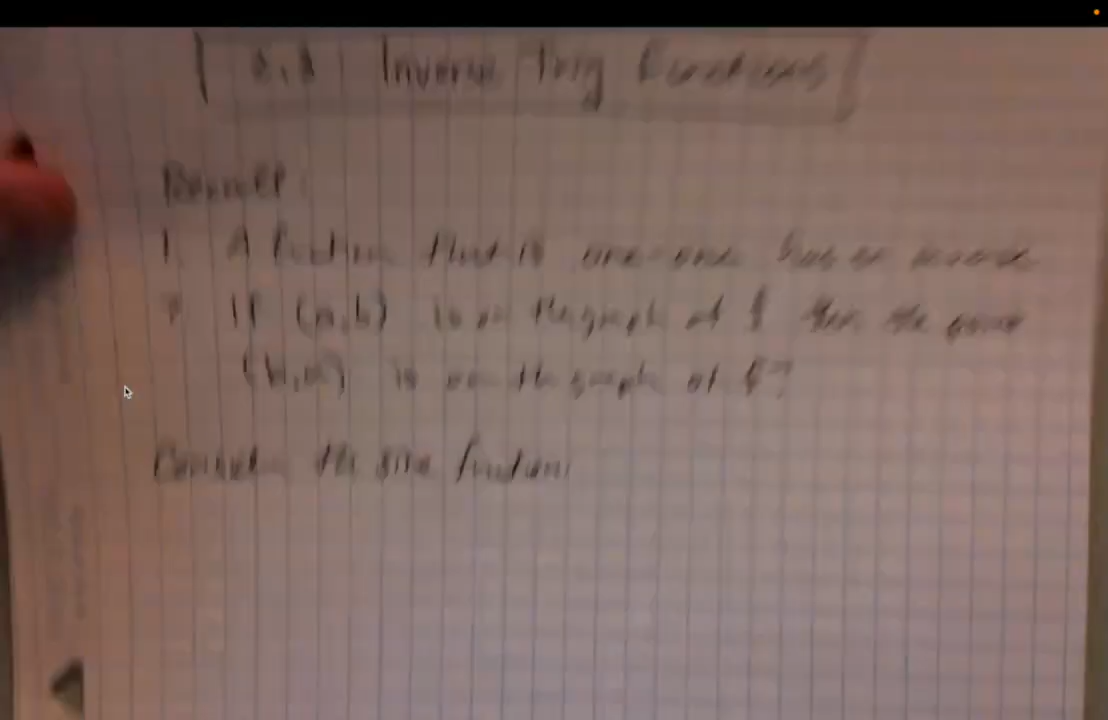 Inverse Trig Functions
Recall:
1. A function that is one-one has an inverse
2. If (a,b) is on the graph of f then the point
(b,a) is on the graph of
Consider the sine function